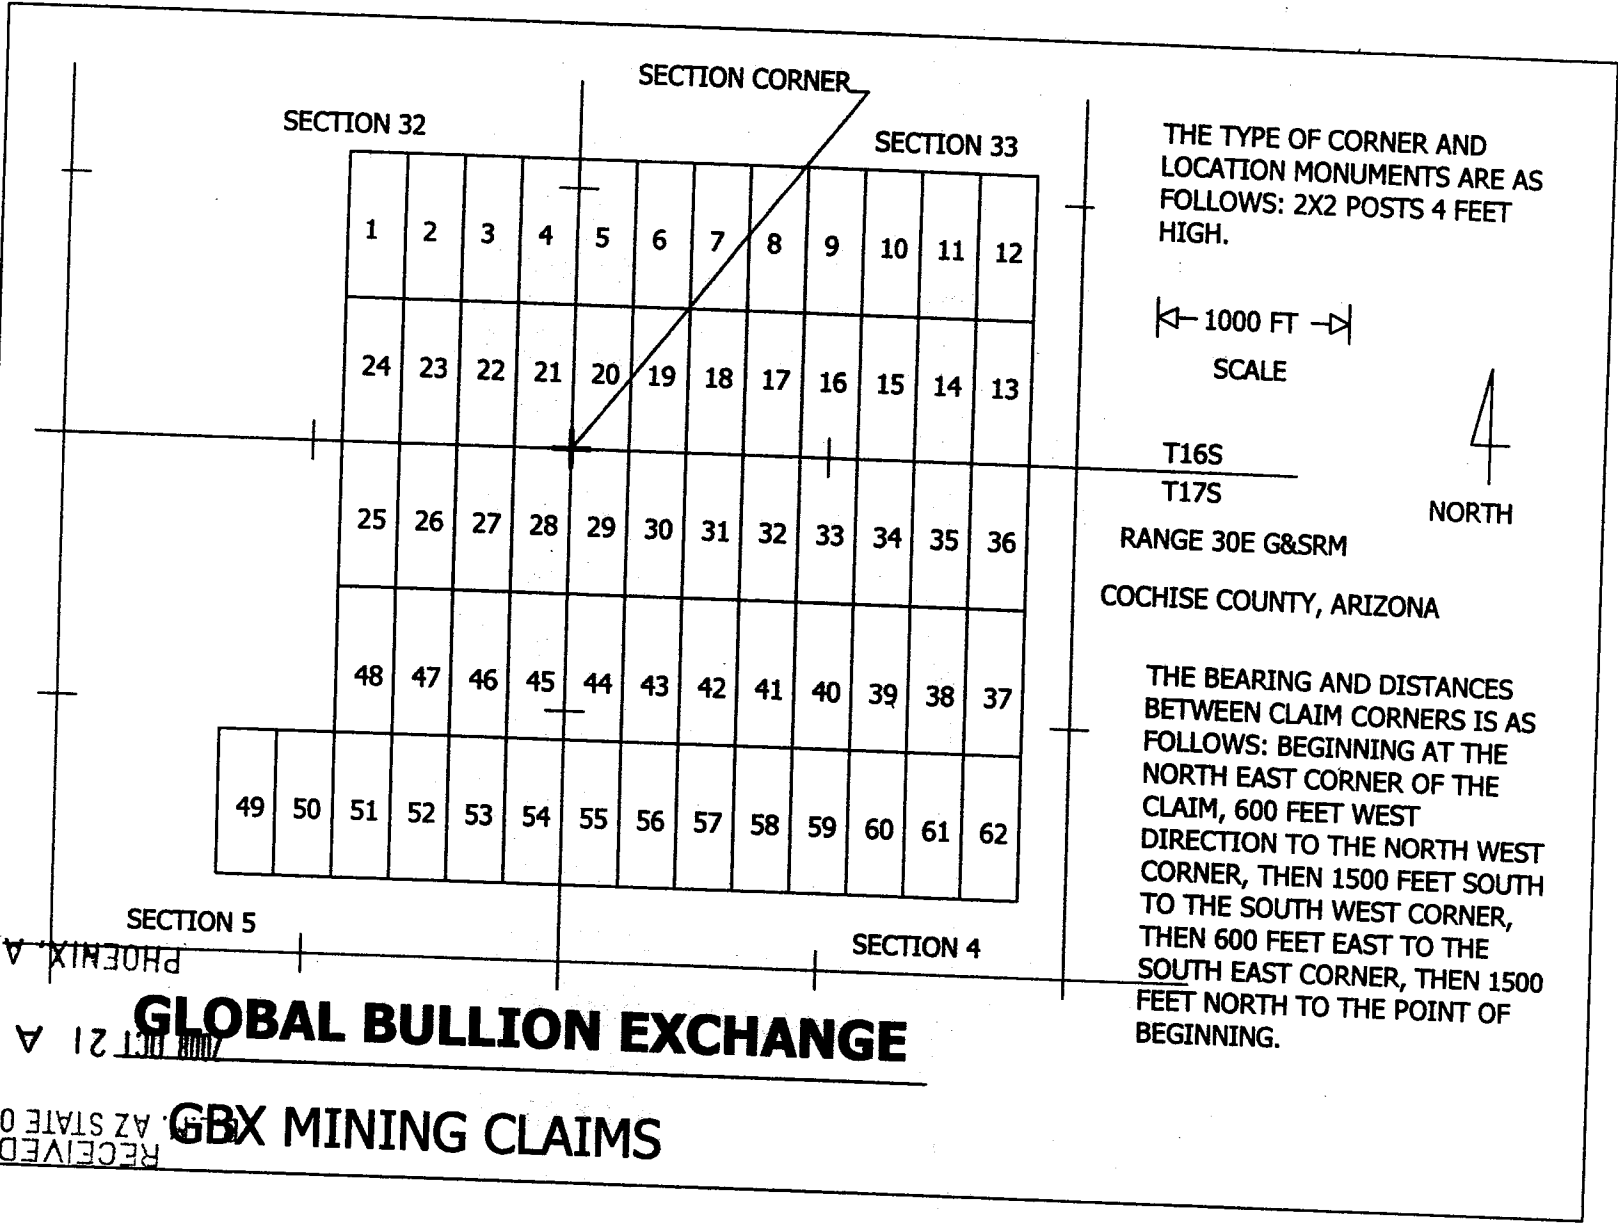 SECTION CORNER
SECTION 32
SECTION 33
1 2 3 4 5 6 7 8 9 10 11 12
24 23 22 21 20 19 18 17 16 15 14 13
25 26 27 28 29 30 31 32 33 34 35 36
48 47 46 45 44 43 42 41 40 39 38 37
49 50 51 52 53 54 55 56 57 58 59 60 61 62
SECTION 5
SECTION 4
THE TYPE OF CORNER AND
LOCATION MONUMENTS ARE AS
FOLLOWS: 2X2 POSTS 4 FEET
HIGH.
1000 FT
SCALE
T16S
T17S
NORTH
RANGE 30E G&SRM
COCHISE COUNTY, ARIZONA
THE BEARING AND DISTANCES
BETWEEN CLAIM CORNERS IS AS
FOLLOWS: BEGINNING AT THE
NORTH EAST CORNER OF THE
CLAIM, 600 FEET WEST
DIRECTION TO THE NORTH WEST
CORNER, THEN 1500 FEET SOUTH
TO THE SOUTH WEST CORNER,
THEN 600 FEET EAST TO THE
SOUTH EAST CORNER, THEN 1500
FEET NORTH TO THE POINT OF
BEGINNING.
GLOBAL BULLION EXCHANGE
GBX MINING CLAIMS
RECEIVED
AZ STATE O
OCT 21 A
PHOENIX, A